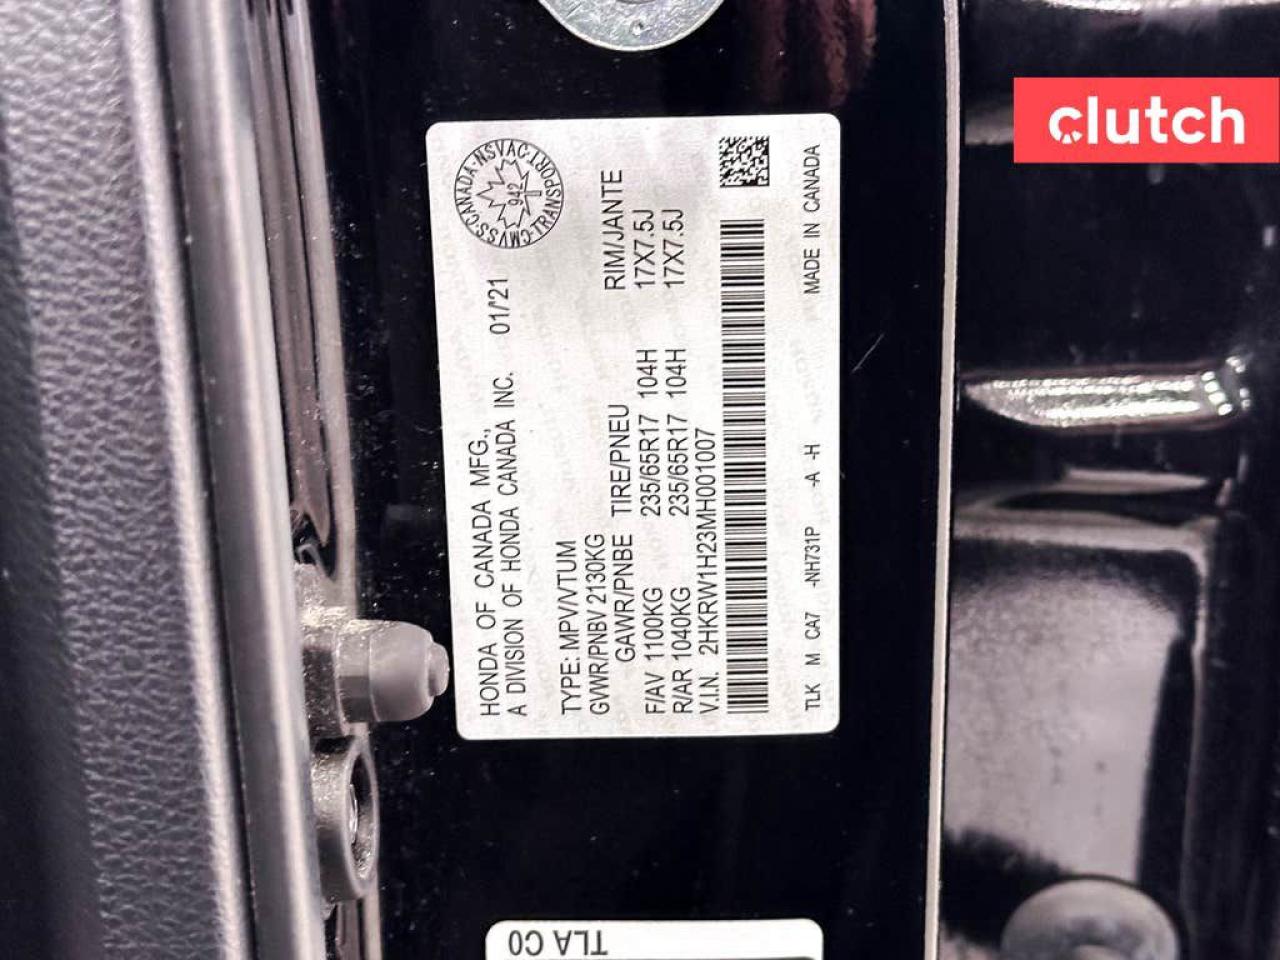 clutch
CMVSS-CANADA-NSVAC-TRANSPORT
942
HONDA OF CANADA MFG.,
A DIVISION OF HONDA CANADA INC. 01/'21
TYPE: MPV/VTUM
GVWR/PNBV 2130KG
GAWR/PNBE TIRE/PNEU RIM/JANTE
F/AV 1100KG 235/65R17 104H 17X7.5J
R/AR 1040KG 235/65R17 104H 17X7.5J
V.I.N. 2HKRW1H23MH001007
TLK M CA7 -NH731P -A -H MADE IN CANADA
TLA C0